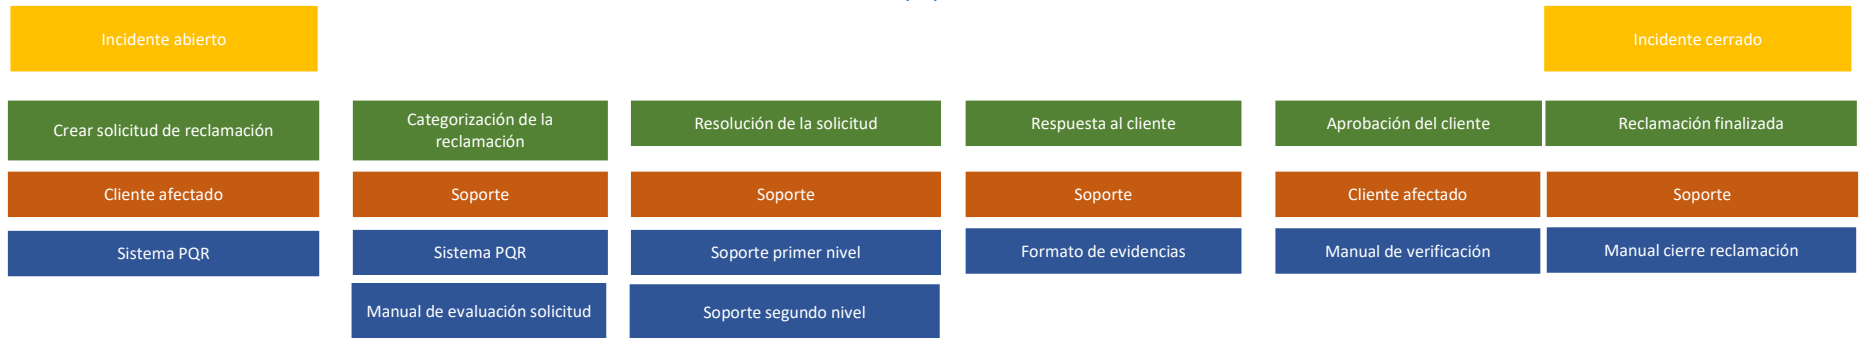 Incidente abierto
Incidente cerrado
Crear solicitud de reclamación
Categorización de la
reclamación
Resolución de la solicitud
Respuesta al cliente
Aprobación del cliente
Reclamación finalizada
Cliente afectado
Soporte
Soporte
Soporte
Cliente afectado
Soporte
Sistema PQR
Sistema PQR
Soporte primer nivel
Formato de evidencias
Manual de verificación
Manual cierre reclamación
Manual de evaluación solicitud
Soporte segundo nivel